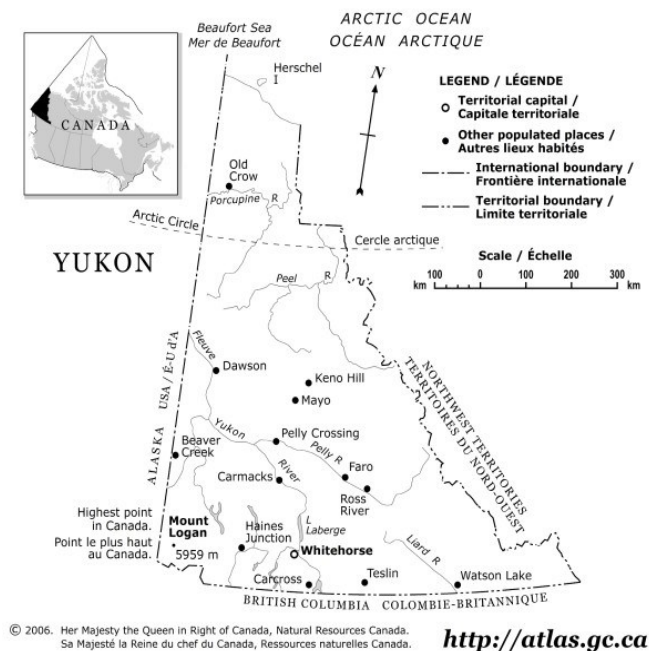 Beaufort Sea
Mer de Beaufort
ARCTIC OCEAN
OCÉAN ARCTIQUE
CANADA
Herschel
I
N
LEGEND / LÉGENDE
Territorial capital /
Capitale territoriale
Other populated places /
Autres lieux habités
International boundary /
Frontière internationale
Territorial boundary /
Limite territoriale
Old
Crow
Porcupine R
Arctic Circle
Cercle arctique
YUKON
Scale / Échelle
100 0 100 200 300
km km
Peel R
Fleuve
Dawson
Keno Hill
Mayo
ALASKA USA / É-U d'A
NORTHWEST TERRITORIES
TERRITOIRES DU NORD-OUEST
Yukon
River
Pelly Crossing
Pelly R
Beaver
Creek
Carmacks
Faro
Ross
River
Highest point
in Canada.
Point le plus haut
au Canada.
Mount
Logan
5959 m
Haines
Junction
L
Laberge
Whitehorse
Liard R
Carcross
Teslin
Watson Lake
BRITISH COLUMBIA COLOMBIE-BRITANNIQUE
© 2006. Her Majesty the Queen in Right of Canada, Natural Resources Canada.
Sa Majesté la Reine du chef du Canada, Ressources naturelles Canada.
http://atlas.gc.ca